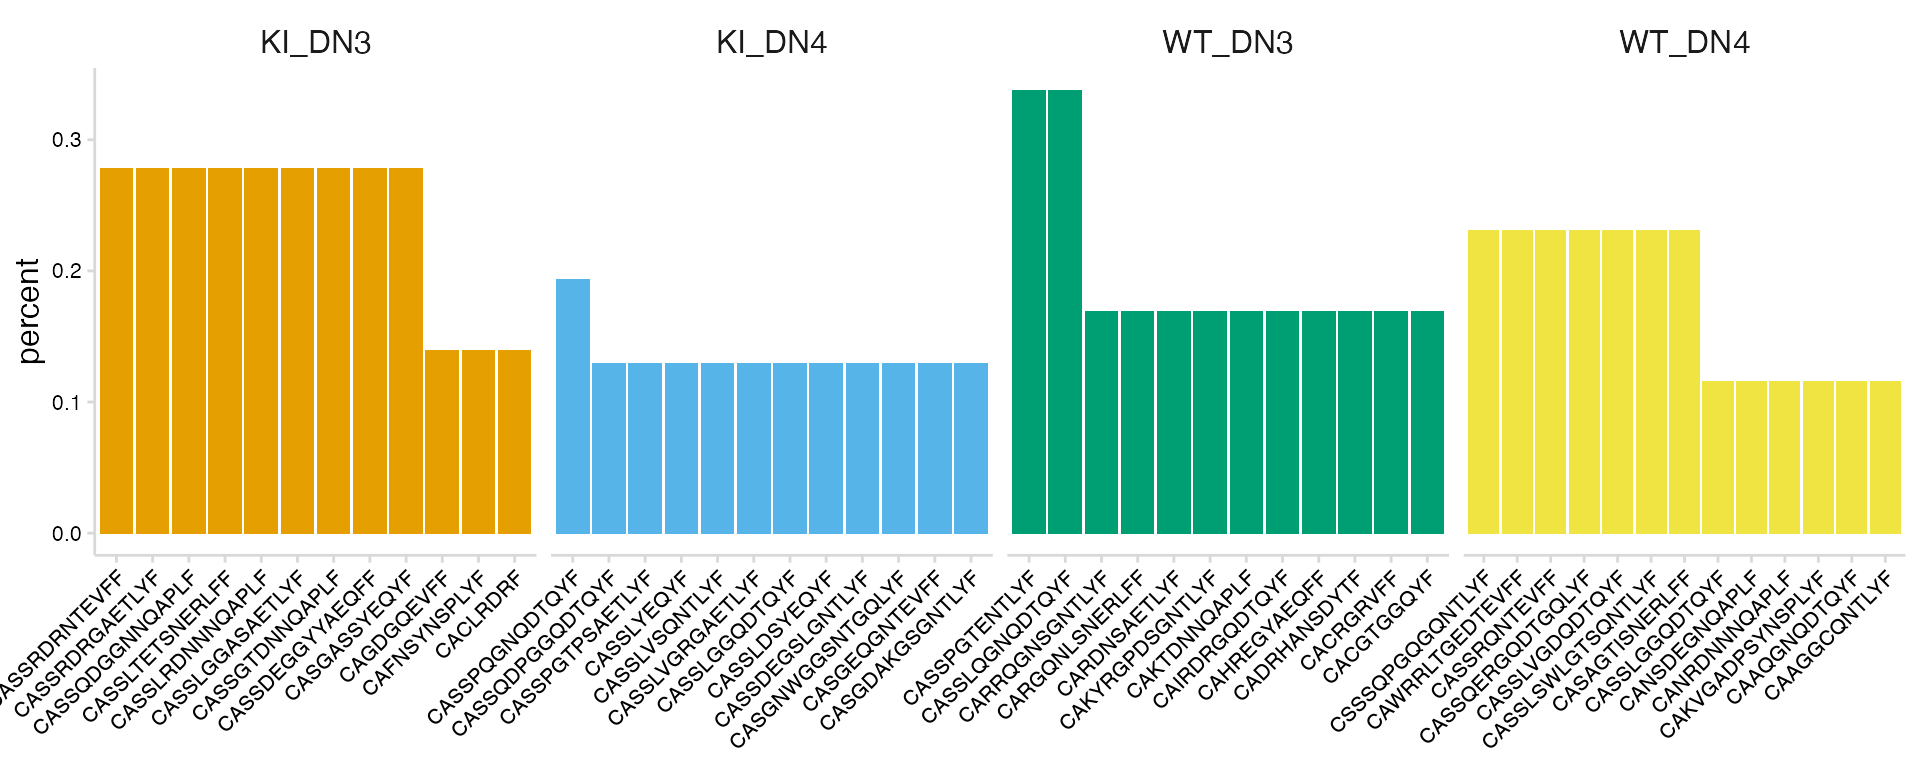 KI_DN3
KI_DN4
WT_DN3
WT_DN4
percent
0.3
0.2
0.1
0.0
ASSRDRNTEVFF
CASSRDRGAETLYF
CASSQDGGNNQAPLF
CASSLTETSNERLFF
CASSLRDNNNQAPLF
CASSLGGASAETLYF
CASSGTDNNQAPLF
CASSDEGGYYAEQFF
CASGASSYEQYF
CAGDGQEVFF
CAFNSYNSPLYF
CACLRDRF
CASSPQGNQDTQYF
CASSQDPGGQDTQYF
CASSPGTPSAETLYF
CASSLYEQYF
CASSLVSQNTLYF
CASSLVGRGAETLYF
CASSLGGQDTQYF
CASSLDSYEQYF
CASSDEGSLGNTLYF
CASGNWGGSNTGQLYF
CASGEQGNTEVFF
CASGDAKGSGNTLYF
CASSPGTENTLYF
CASSLQGNQDTQYF
CARRQGNSGNTLYF
CARGQNLSNERLFF
CARDNSAETLYF
CAKYRGPDSGNTLYF
CAKTDNNQAPLF
CAIRDRGQDTQYF
CAHREGYAEQFF
CADRHANSDYTF
CACRGRVFF
CACGTGGQYF
CSSSQPGQGQNTLYF
CAWRRLTGEDTEVFF
CASSRQNTEVFF
CASSQERGQDTGQLYF
CASSLVGDQDTQYF
CASSLSWLGTSQNTLYF
CASAGTISNERLFF
CASSLGGQDTQYF
CANSDEGNQAPLF
CANRDNNNQAPLF
CAKVGADPSYNSPLYF
CAAQGNQDTQYF
CAAGGCQNTLYF